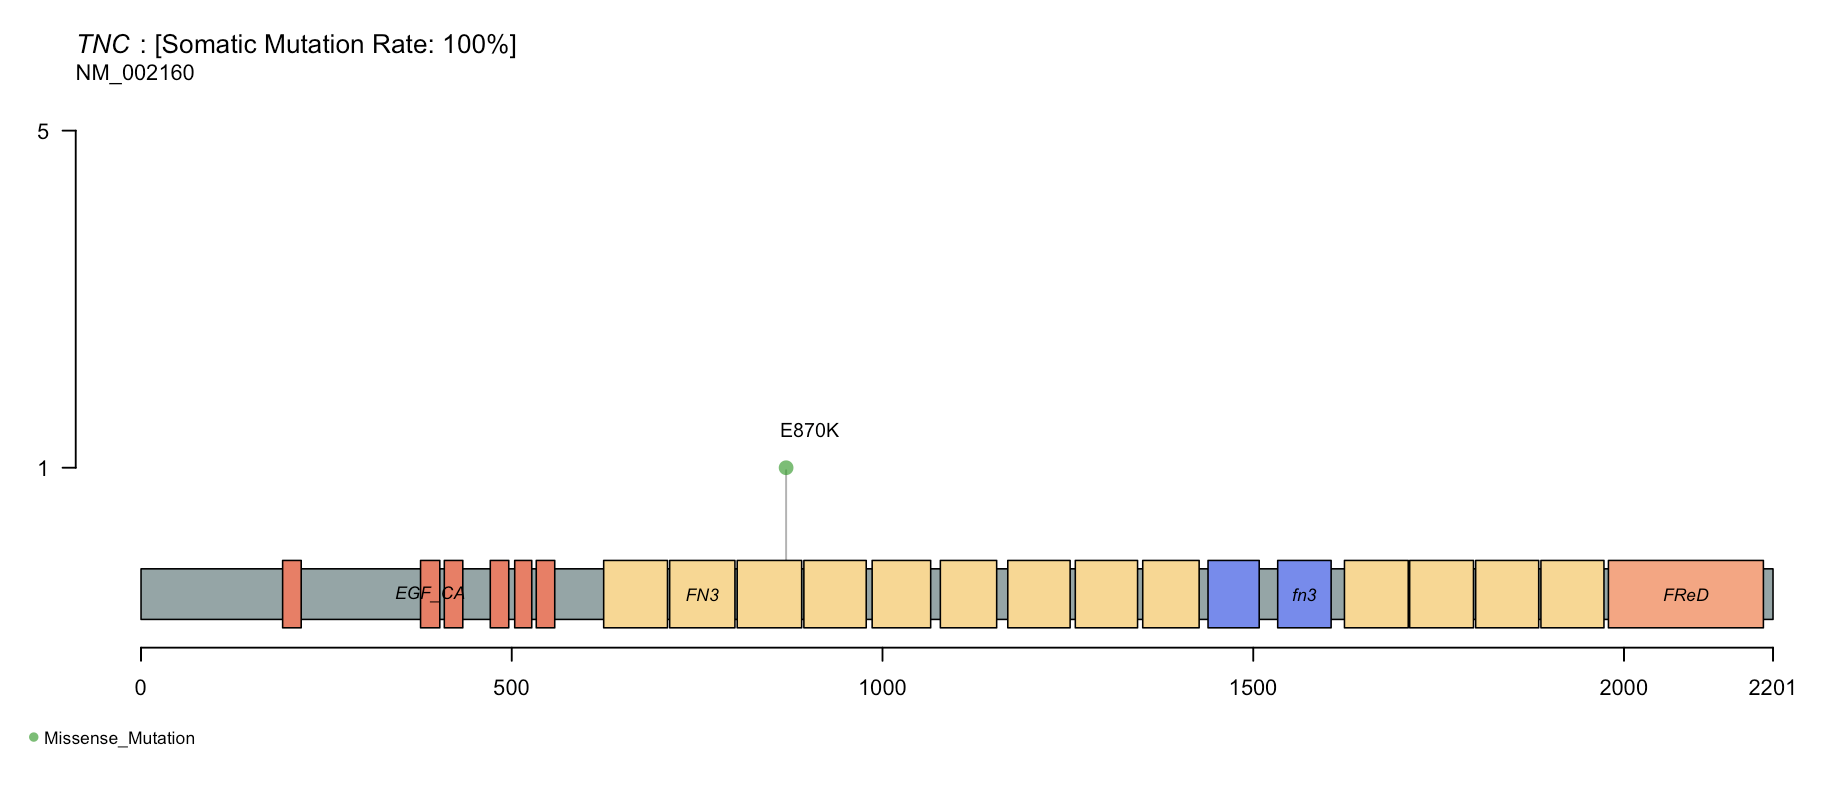 TNC : [Somatic Mutation Rate: 100%]
NM_002160
5
1
E870K
EGF_CA FN3 fn3 FReD
0 500 1000 1500 2000 2201
Missense_Mutation